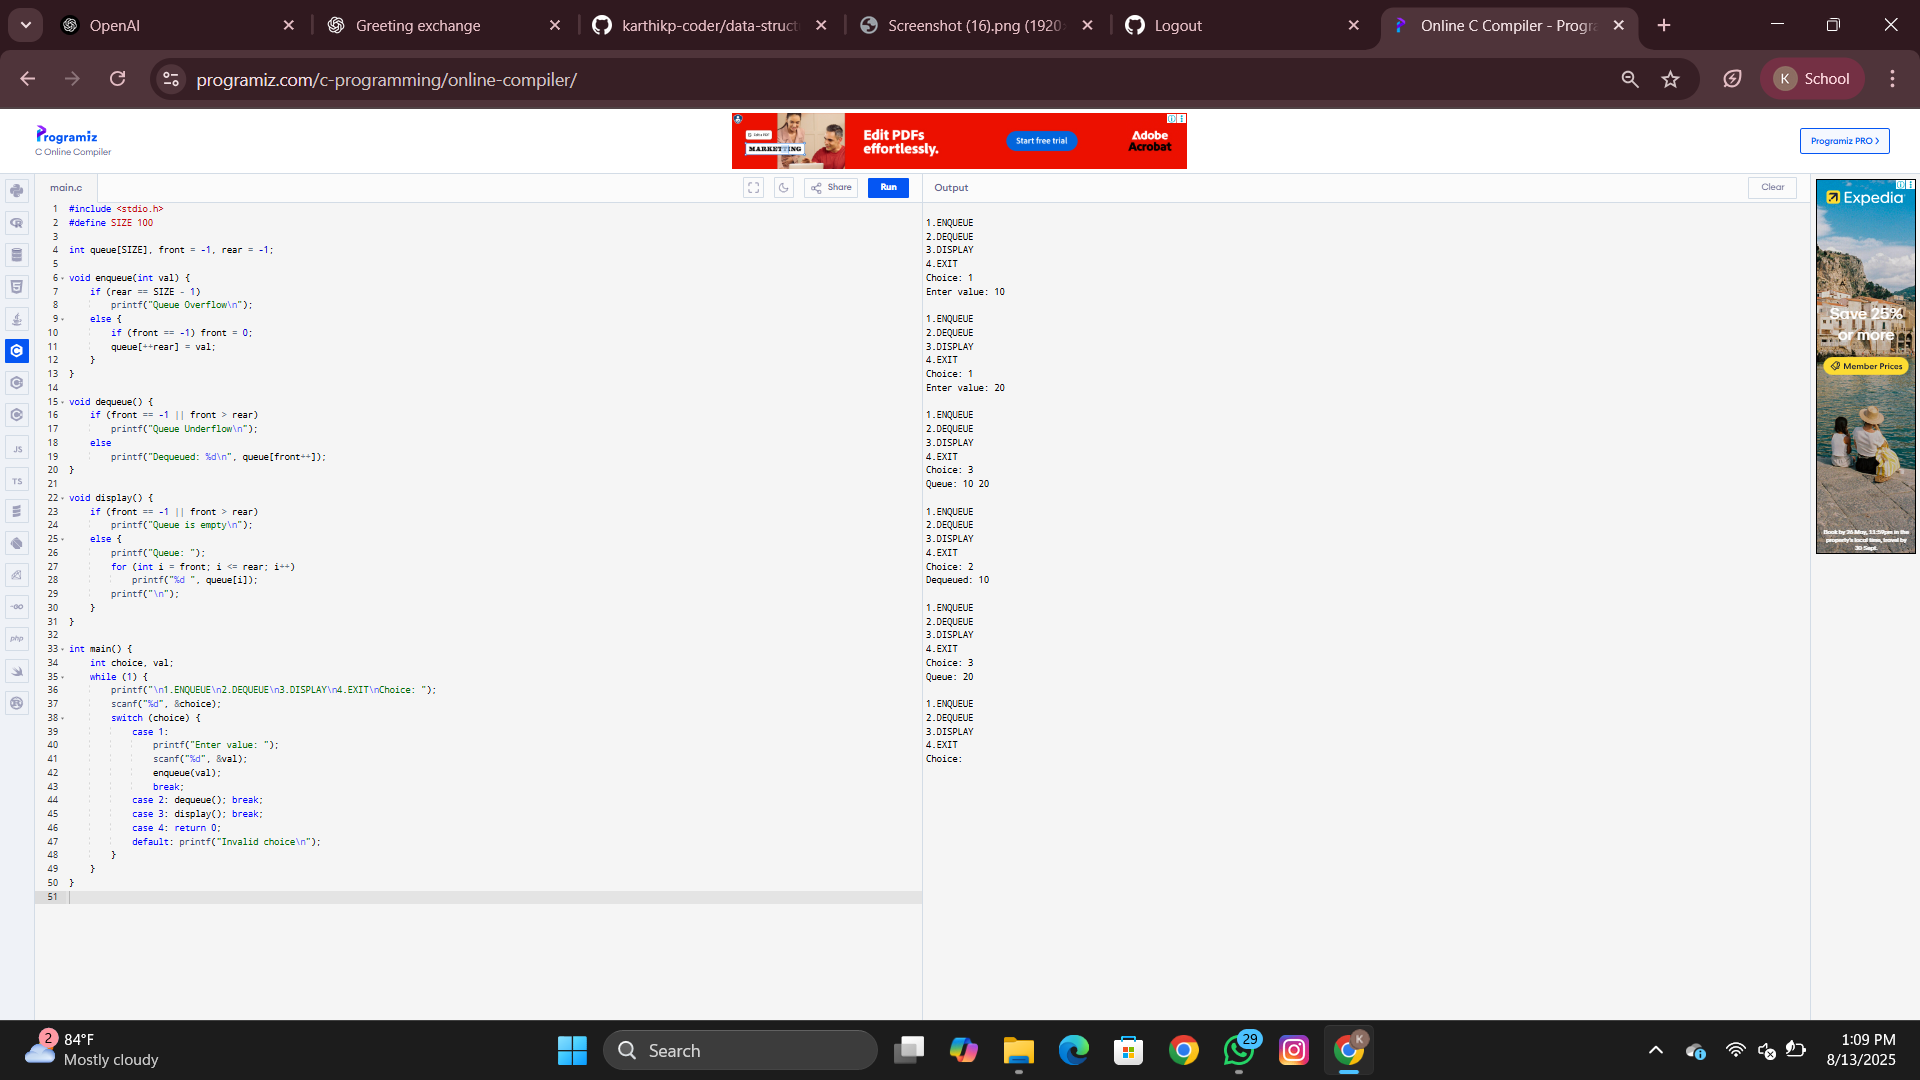 OpenAI
Greeting exchange
karthikp-coder/data-struct
Screenshot (16).png (1920
Logout
Online C Compiler - Progra
programiz.com/c-programming/online-compiler/
K School
Programiz
C Online Compiler
MARKETING
Edit PDFs
effortlessly.
Start free trial
Adobe
Acrobat
Programiz PRO
main.c
Share
Run
Output
Clear
1 #include <stdio.h>
2 #define SIZE 100
3
4 int queue[SIZE], front = -1, rear = -1;
5
6 void enqueue(int val) {
7 if (rear == SIZE - 1)
8 printf("Queue Overflow\n");
9 else {
10 if (front == -1) front = 0;
11 queue[++rear] = val;
12 }
13 }
14
15 void dequeue() {
16 if (front == -1 || front > rear)
17 printf("Queue Underflow\n");
18 else
19 printf("Dequeued: %d\n", queue[front++]);
20 }
21
22 void display() {
23 if (front == -1 || front > rear)
24 printf("Queue is empty\n");
25 else {
26 printf("Queue: ");
27 for (int i = front; i <= rear; i++)
28 printf("%d ", queue[i]);
29 printf("\n");
30 }
31 }
32
33 int main() {
34 int choice, val;
35 while (1) {
36 printf("\n1.ENQUEUE\n2.DEQUEUE\n3.DISPLAY\n4.EXIT\nChoice: ");
37 scanf("%d", &choice);
38 switch (choice) {
39 case 1:
40 printf("Enter value: ");
41 scanf("%d", &val);
42 enqueue(val);
43 break;
44 case 2: dequeue(); break;
45 case 3: display(); break;
46 case 4: return 0;
47 default: printf("Invalid choice\n");
48 }
49 }
50 }
51
1.ENQUEUE
2.DEQUEUE
3.DISPLAY
4.EXIT
Choice: 1
Enter value: 10
1.ENQUEUE
2.DEQUEUE
3.DISPLAY
4.EXIT
Choice: 1
Enter value: 20
1.ENQUEUE
2.DEQUEUE
3.DISPLAY
4.EXIT
Choice: 3
Queue: 10 20
1.ENQUEUE
2.DEQUEUE
3.DISPLAY
4.EXIT
Choice: 2
Dequeued: 10
1.ENQUEUE
2.DEQUEUE
3.DISPLAY
4.EXIT
Choice: 3
Queue: 20
1.ENQUEUE
2.DEQUEUE
3.DISPLAY
4.EXIT
Choice:
JS
TS
GO
php
Expedia
Save 25%
or more
Member Prices
2
84°F
Mostly cloudy
Search
29
K
1:09 PM
8/13/2025